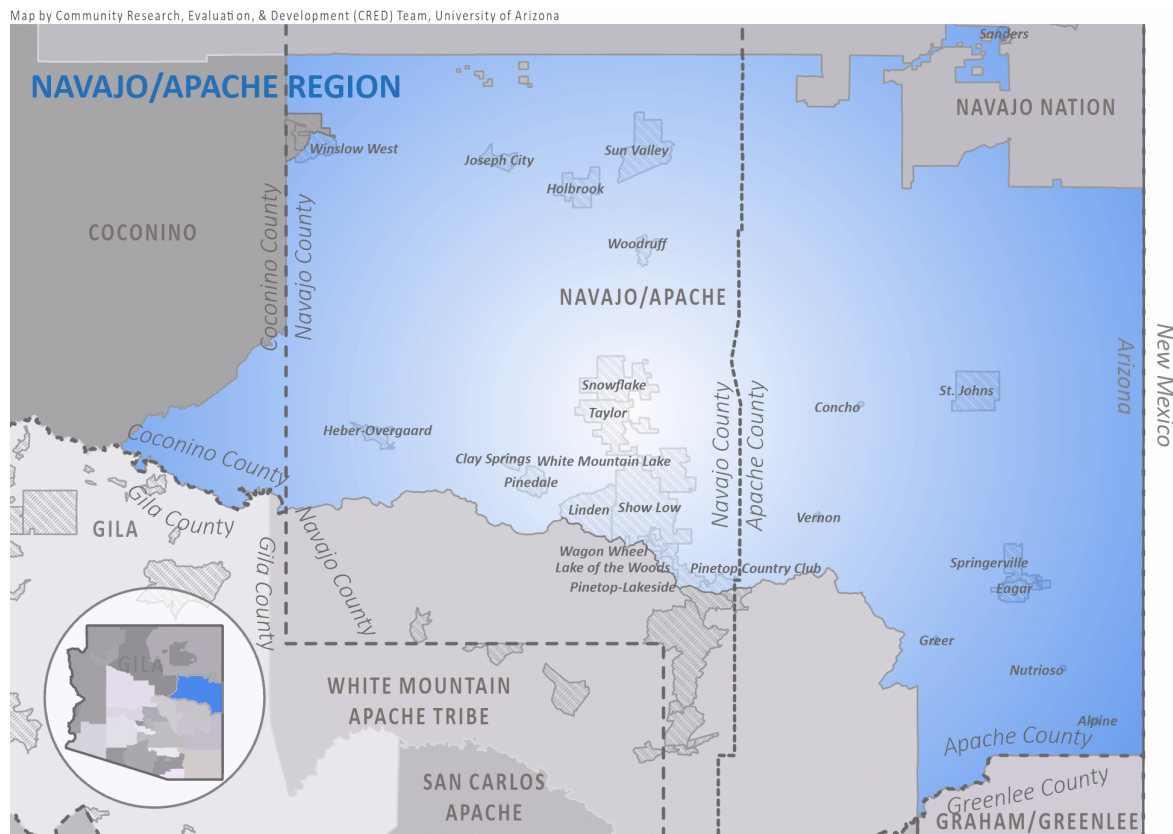 Map by Community Research, Evaluation, & Development (CRED) Team, University of Arizona
Sanders
NAVAJO/APACHE REGION
NAVAJO NATION
Winslow West
Joseph City
Sun Valley
Holbrook
COCONINO
Coconino County
Navajo County
Woodruff
NAVAJO/APACHE
Arizona
New Mexico
Snowflake
Taylor
St. Johns
Concho
Navajo County
Apache County
Heber-Overgaard
Coconino County
Clay Springs
White Mountain Lake
Pinedale
Linden
Show Low
Vernon
GILA
Gila County
Navajo County
Gila County
Wagon Wheel
Lake of the Woods
Pinetop Country Club
Pinetop-Lakeside
Springerville
Eagar
Greer
Nutrioso
GILA
WHITE MOUNTAIN
APACHE TRIBE
Alpine
Apache County
SAN CARLOS
APACHE
Greenlee County
GRAHAM/GREENLEE